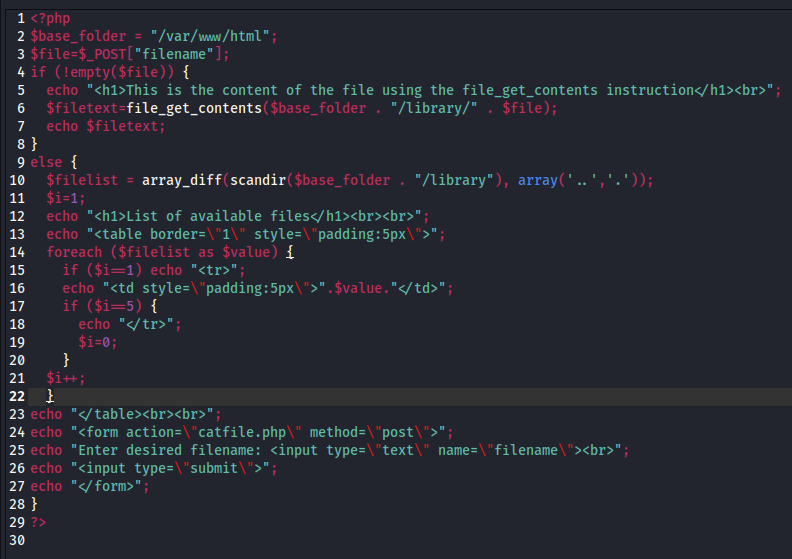 1 <?php
2 $base_folder = "/var/www/html";
3 $file=$_POST["filename"];
4 if (!empty($file)) {
5   echo "<h1>This is the content of the file using the file_get_contents instruction</h1><br>";
6   $filetext=file_get_contents($base_folder . "/library/" . $file);
7   echo $filetext;
8 }
9 else {
10   $filelist = array_diff(scandir($base_folder . "/library"), array('..','.'));
11   $i=1;
12   echo "<h1>List of available files</h1><br><br>";
13   echo "<table border=\"1\" style=\"padding:5px\">";
14   foreach ($filelist as $value) {
15     if ($i==1) echo "<tr>";
16     echo "<td style=\"padding:5px\">".$value."</td>";
17     if ($i==5) {
18       echo "</tr>";
19       $i=0;
20     }
21   $i++;
22   }
23 echo "</table><br><br>";
24 echo "<form action=\"catfile.php\" method=\"post\">";
25 echo "Enter desired filename: <input type=\"text\" name=\"filename\"><br>";
26 echo "<input type=\"submit\">";
27 echo "</form>";
28 }
29 ?>
30